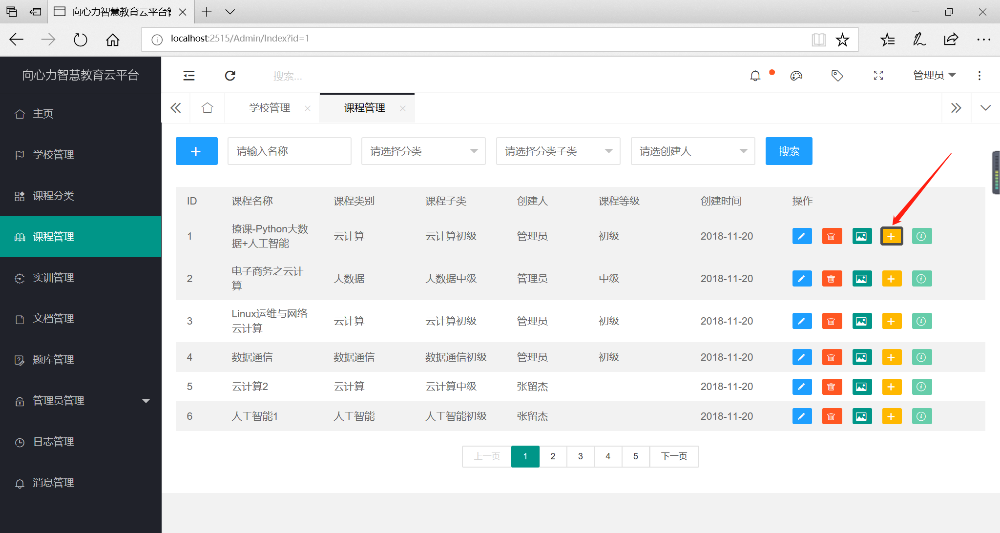 向心力智慧教育云平台管
localhost:2515/Admin/Index?id=1
向心力智慧教育云平台
搜索...
管理员
主页
学校管理
课程分类
课程管理
实训管理
文档管理
题库管理
管理员管理
日志管理
消息管理
学校管理
课程管理
请输入名称
请选择分类
请选择分类子类
请选创建人
搜索
ID 课程名称 课程类别 课程子类 创建人 课程等级 创建时间 操作
1 撩课-Python大数
据+人工智能 云计算 云计算初级 管理员 初级 2018-11-20
2 电子商务之云计
算 大数据 大数据中级 管理员 中级 2018-11-20
3 Linux运维与网络
云计算 云计算 云计算初级 管理员 初级 2018-11-20
4 数据通信 数据通信 数据通信初级 管理员 初级 2018-11-20
5 云计算2 云计算 云计算中级 张留杰 2018-11-20
6 人工智能1 人工智能 人工智能初级 张留杰 2018-11-20
上一页 1 2 3 4 5 下一页